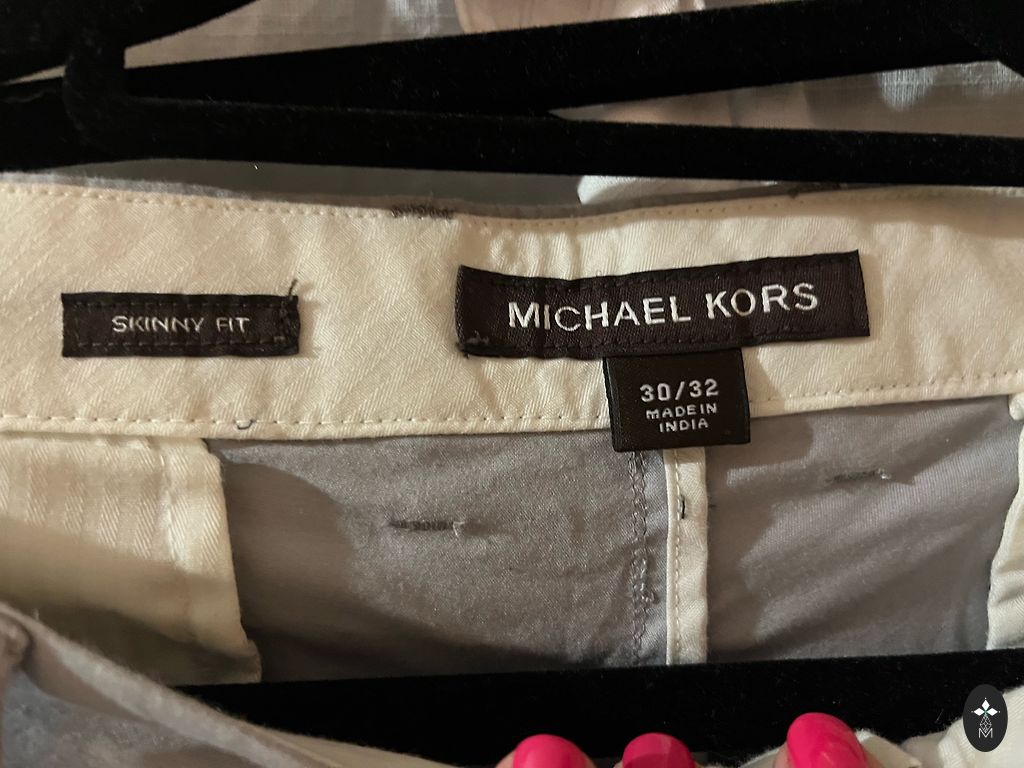 SKINNY FIT
MICHAEL KORS
30/32
MADE IN
INDIA